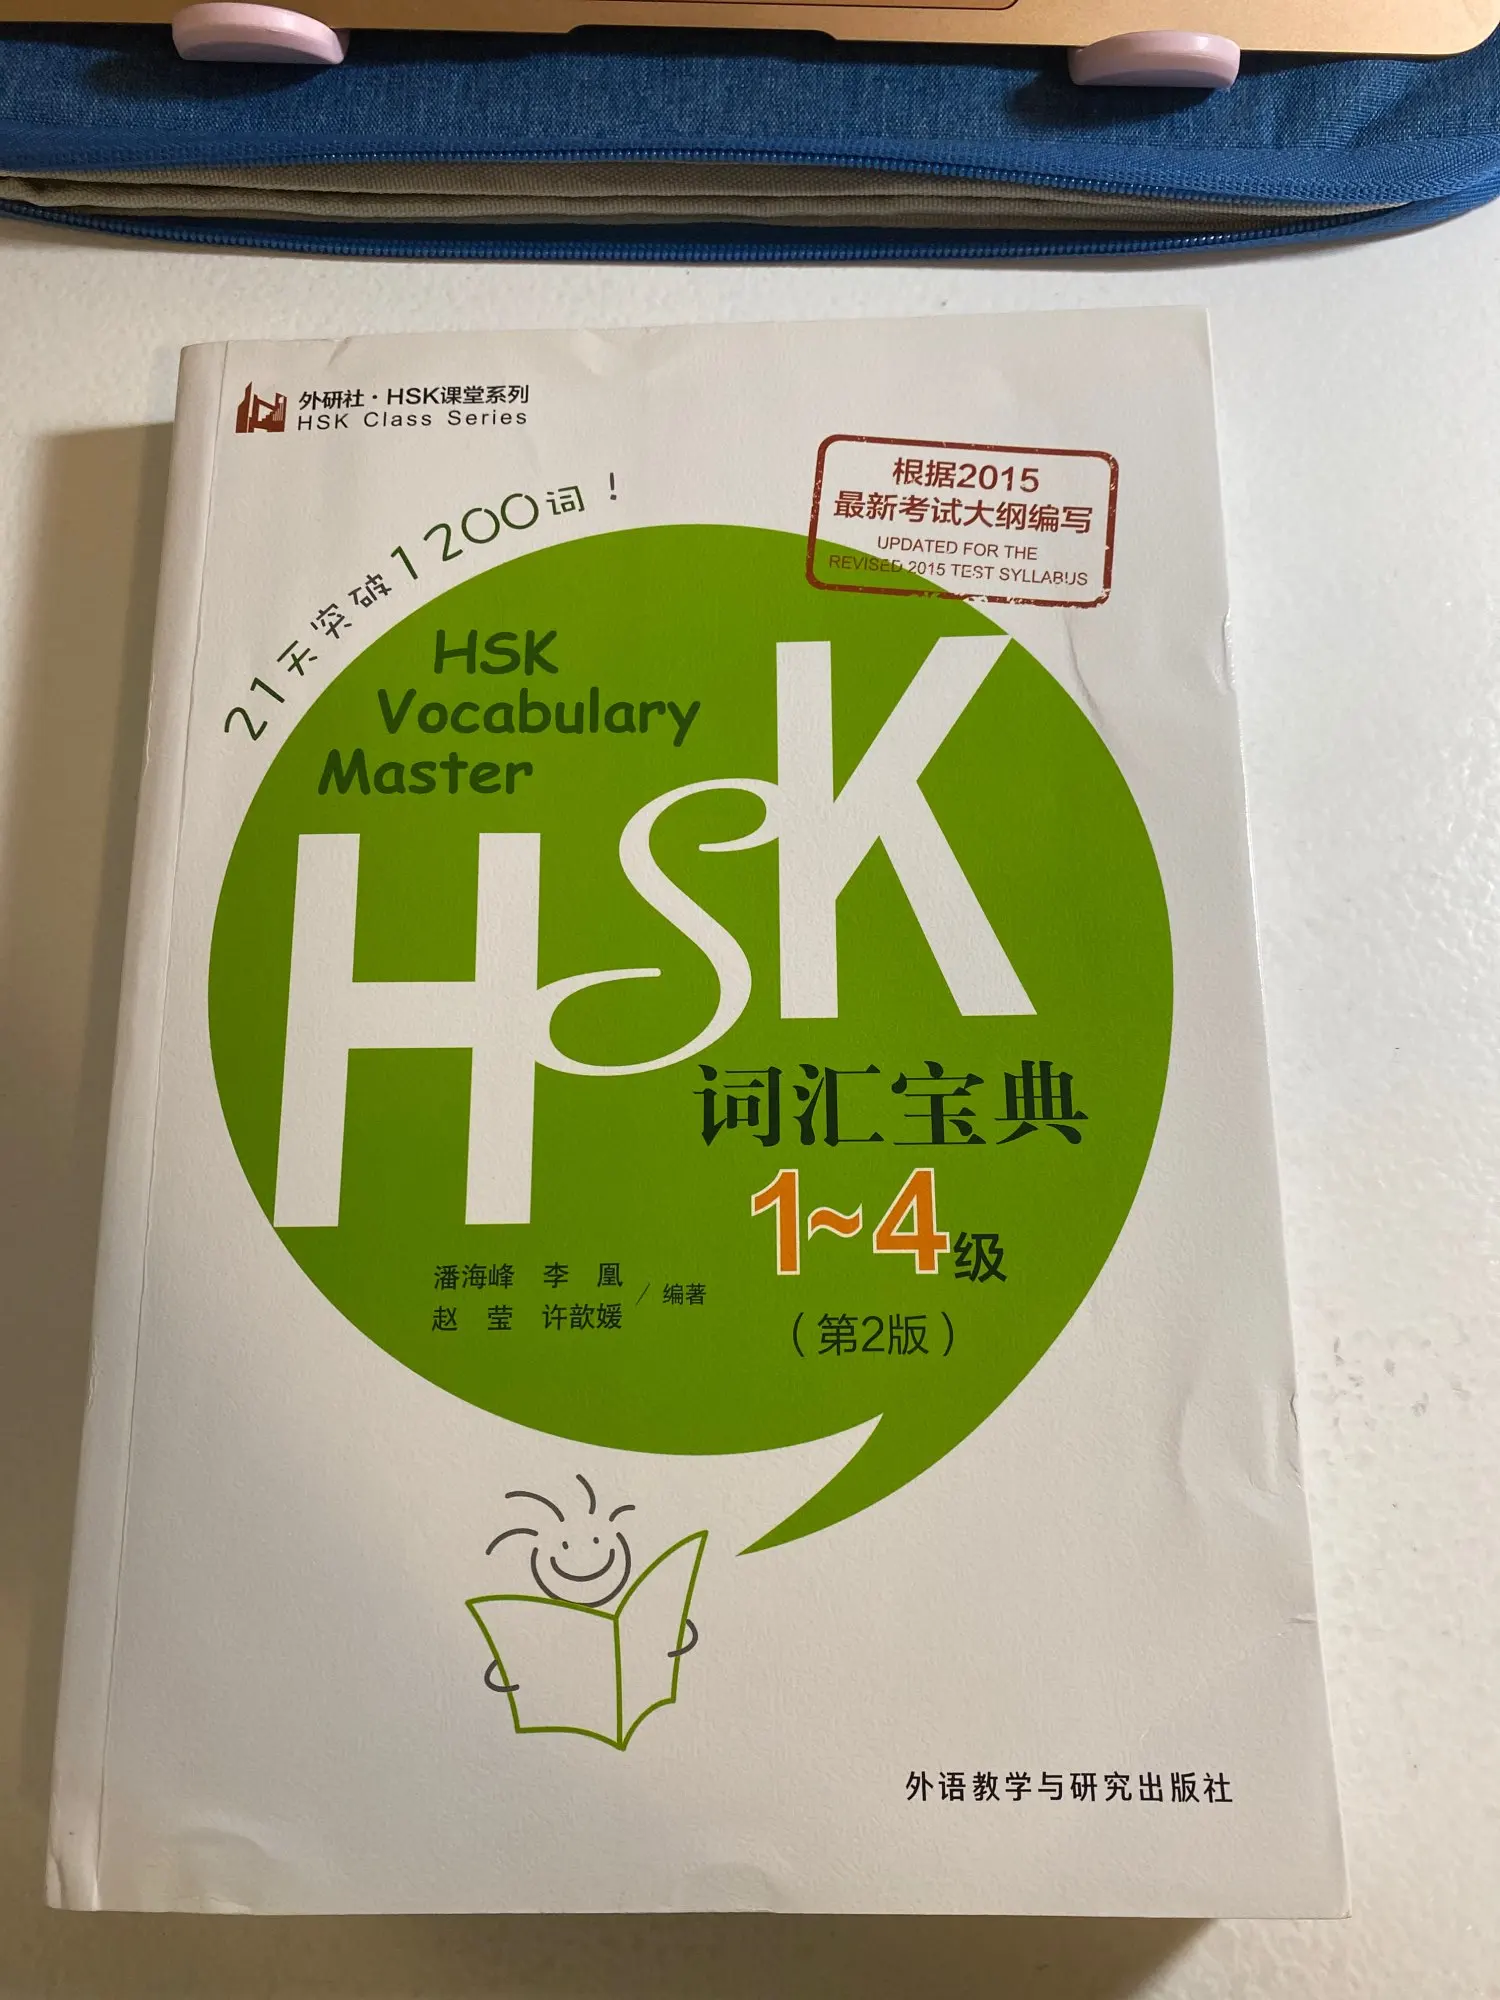 外研社·HSK课堂系列
HSK Class Series
根据2015
最新考试大纲编写
UPDATED FOR THE
REVISED 2015 TEST SYLLABUS
21天突破1200词！
HSK
Vocabulary
Master
HSK
词汇宝典
1~4级
（第2版）
潘海峰 李凰
赵莹 许歆媛 / 编著
外语教学与研究出版社